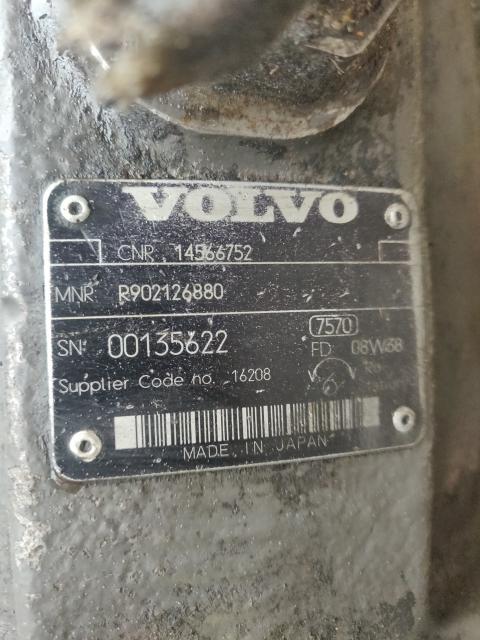 VOLVO
CNR 14566752
MNR R902126880
7570
SN 00135622 FD 08W38
Supplier Code no. 16208
MADE IN JAPAN